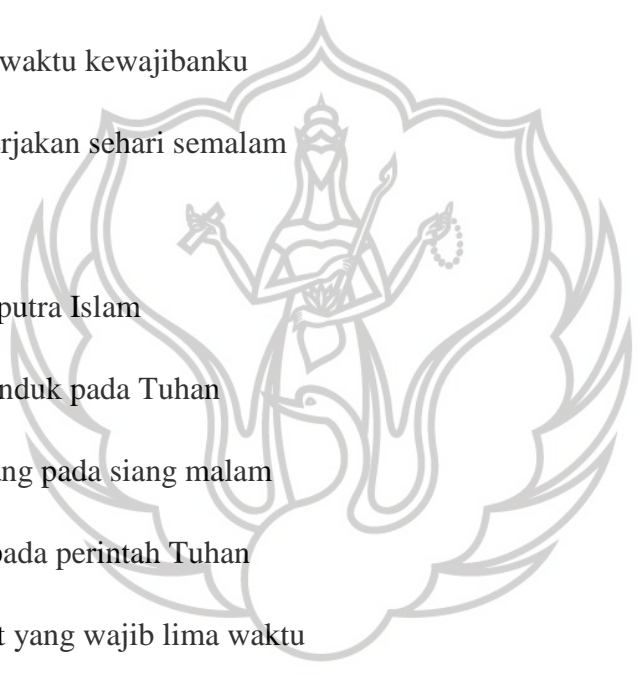 waktu kewajibanku
rjakan sehari semalam
putra Islam
nduk pada Tuhan
ng pada siang malam
pada perintah Tuhan
t yang wajib lima waktu